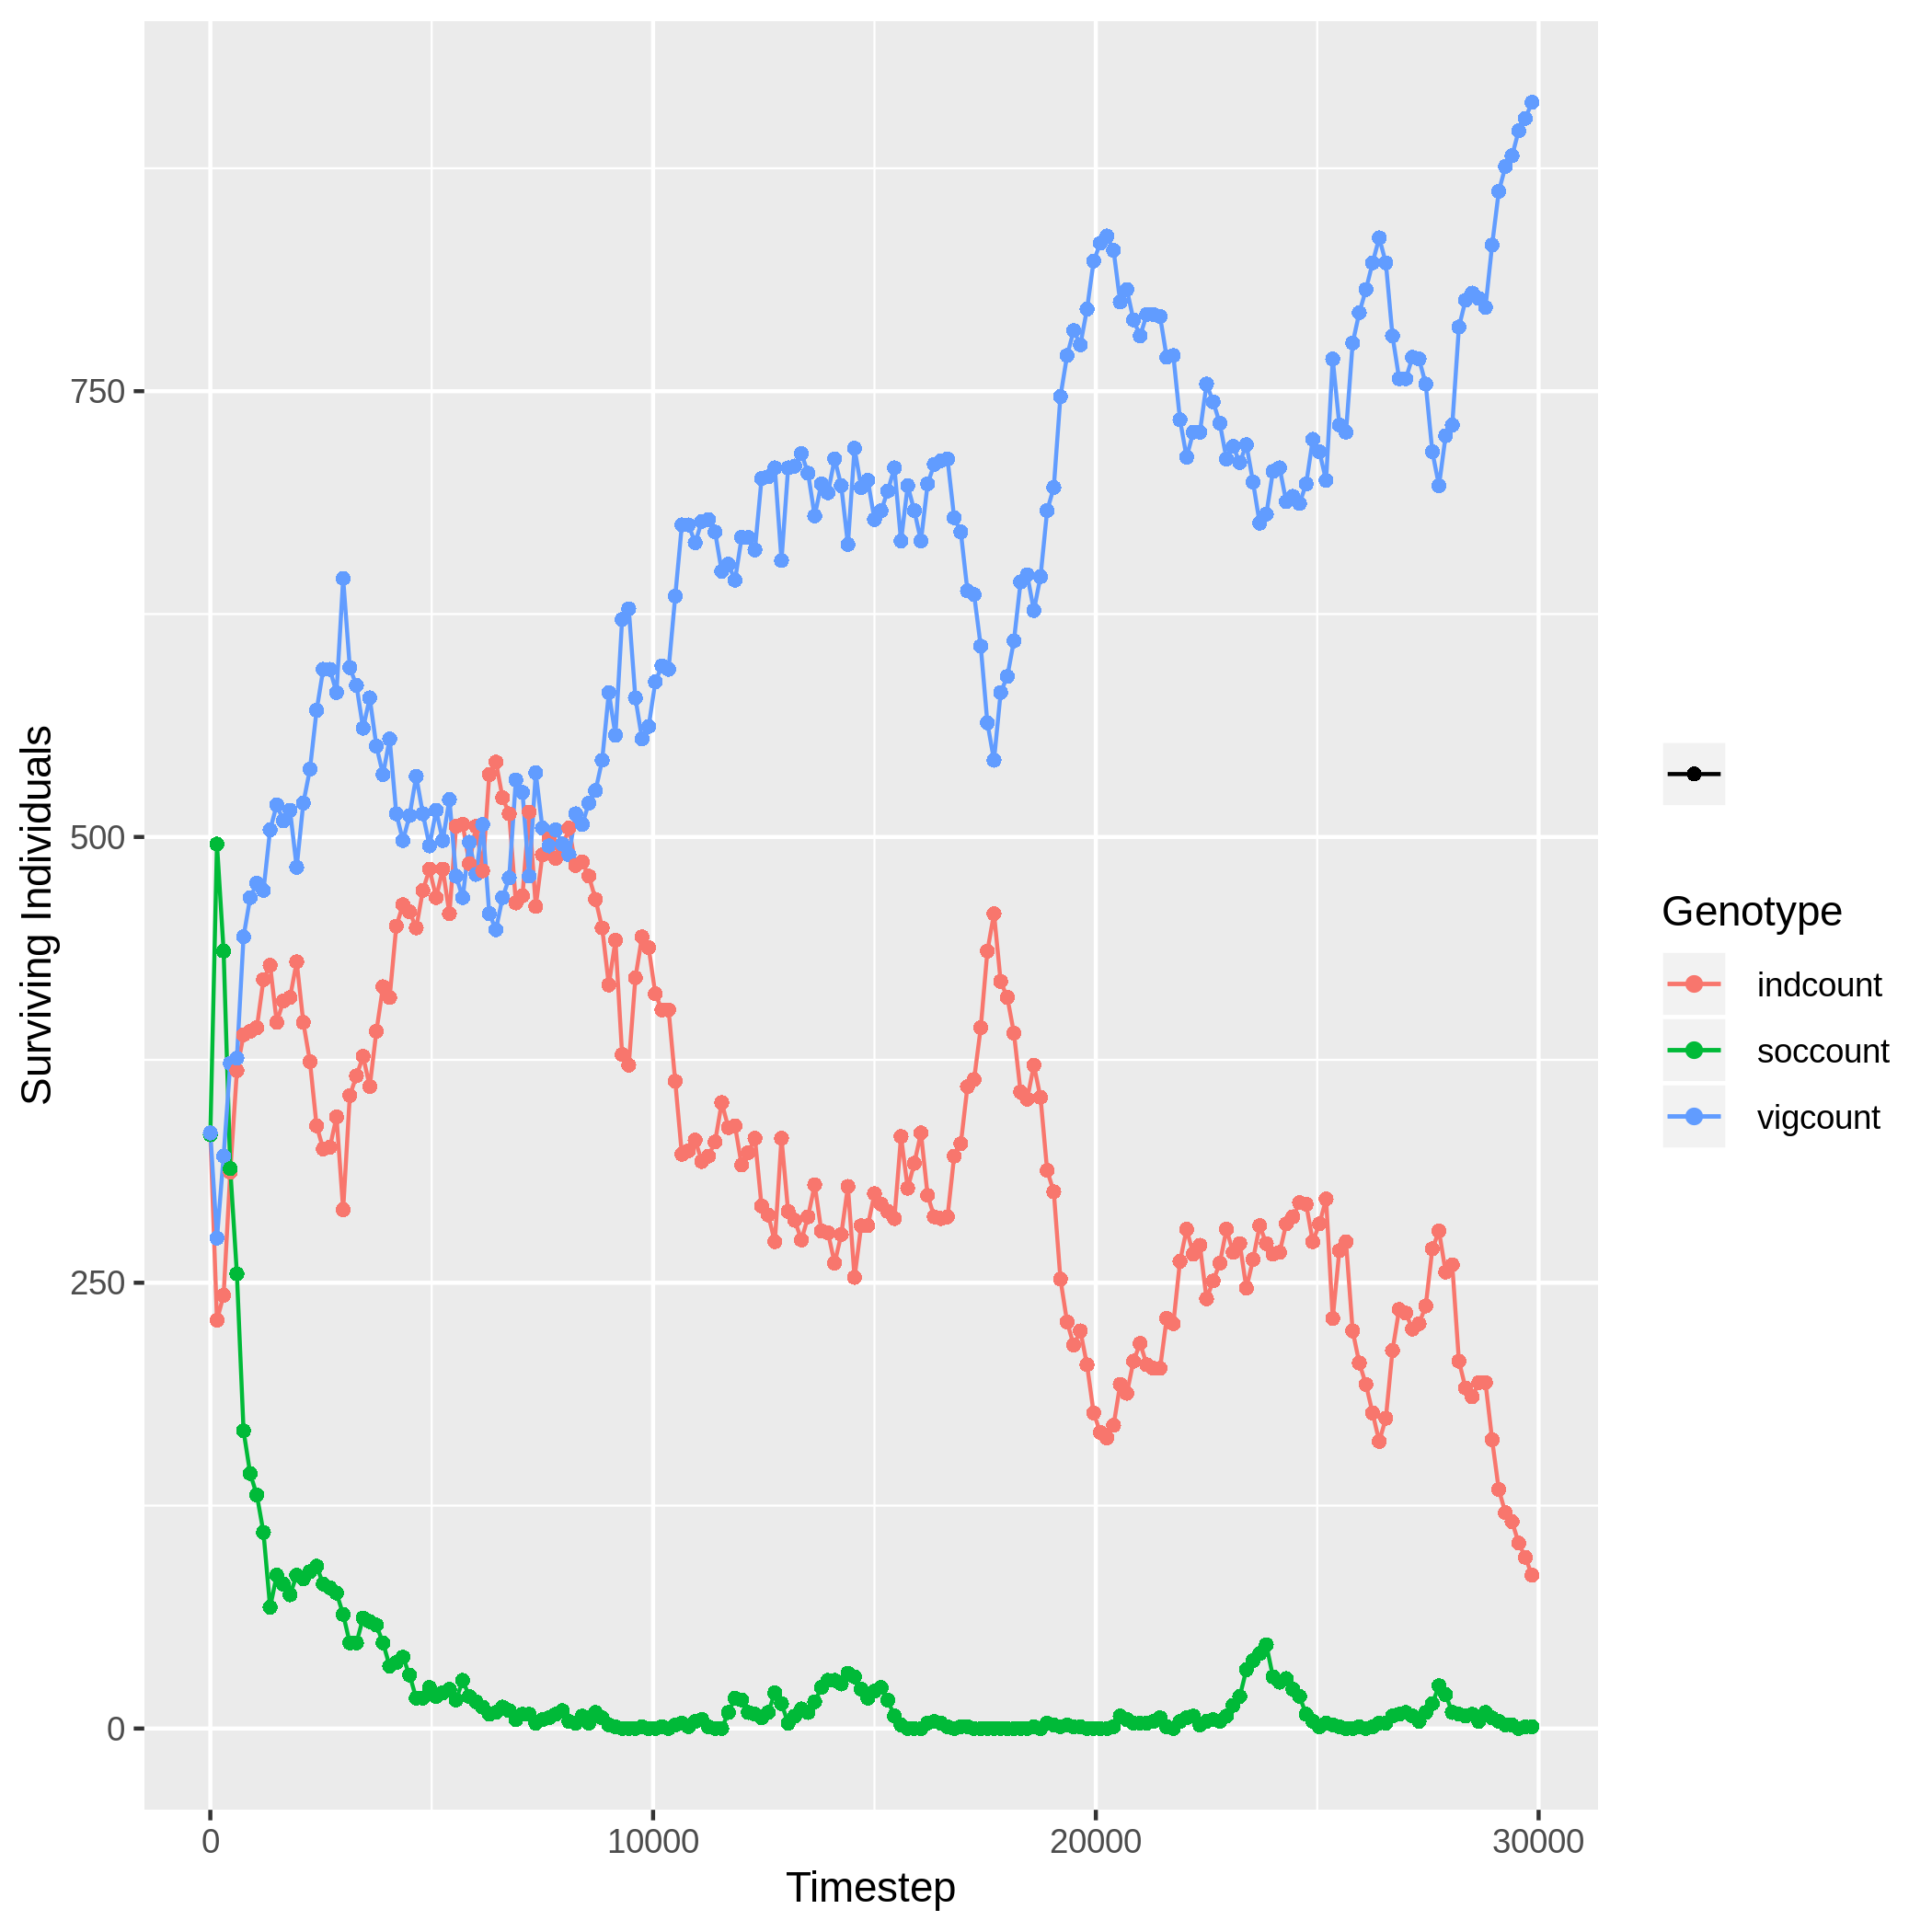 Surviving Individuals
750
500
250
0
0 10000 20000 30000
Timestep
Genotype
indcount
soccount
vigcount